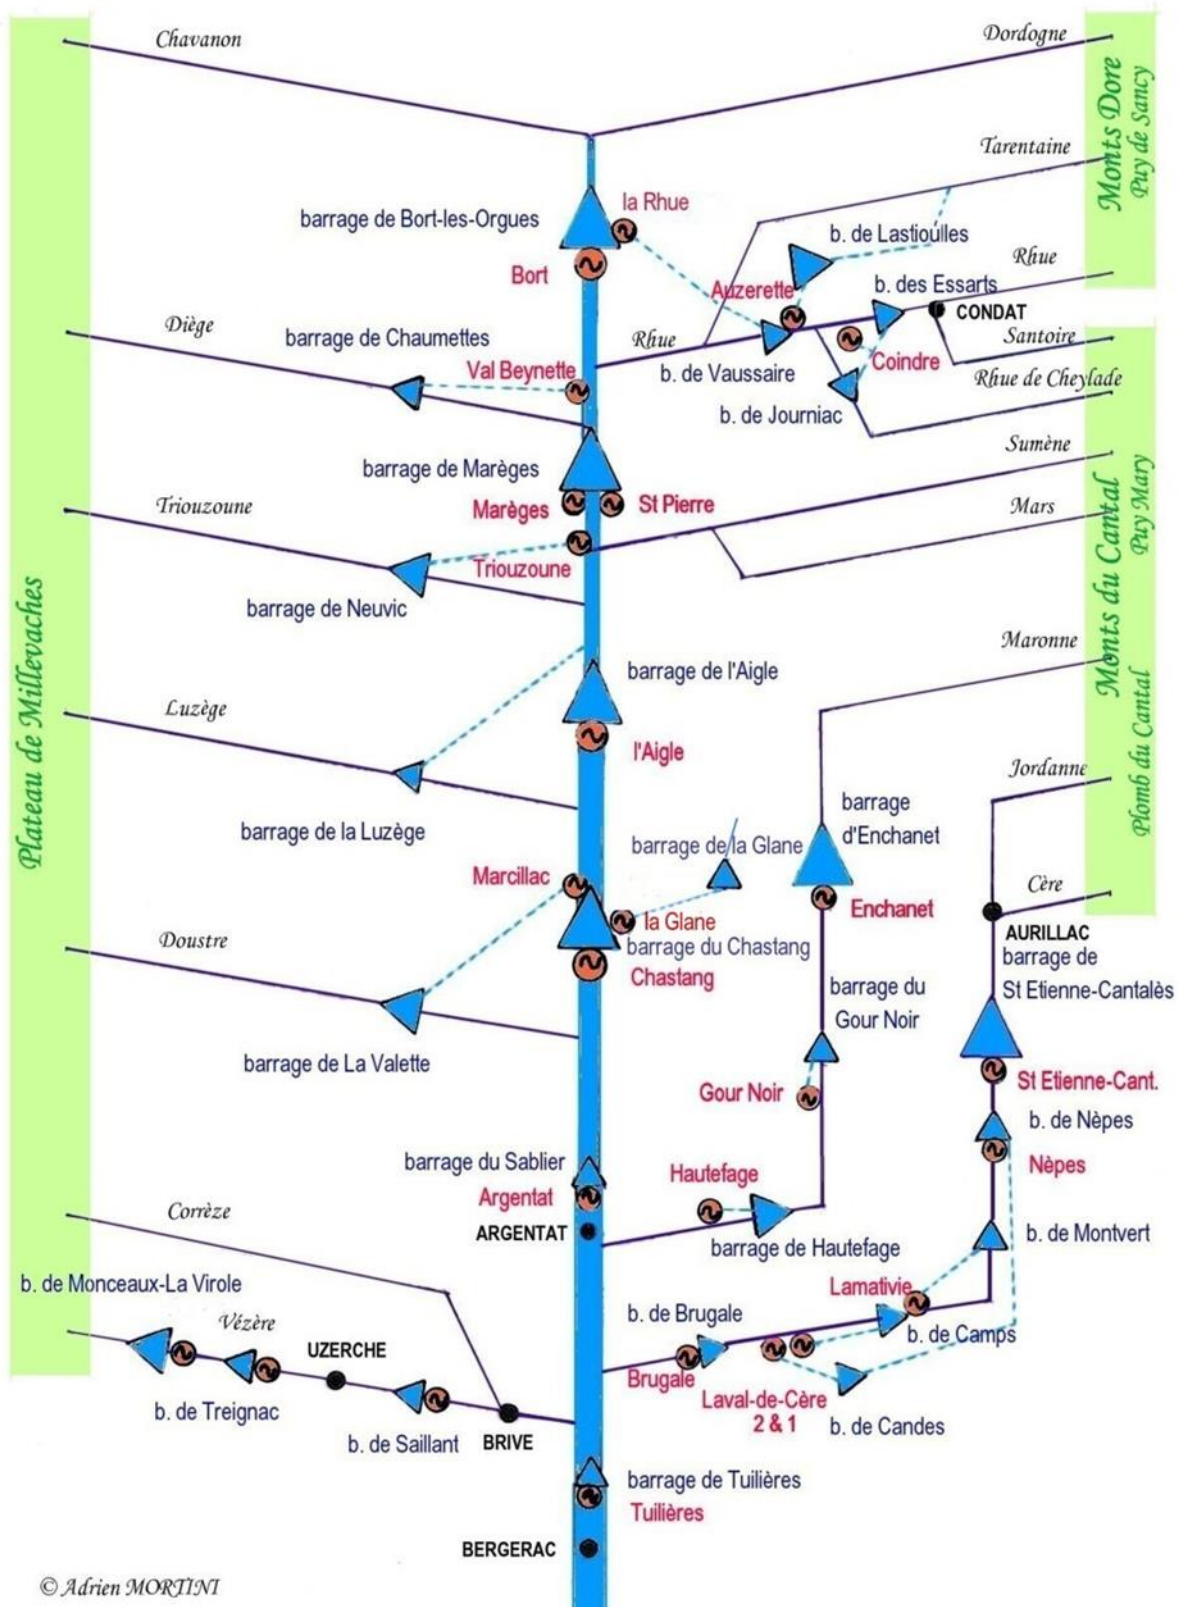 Chavanon
Dordogne
Monts Dore
Puy de Sancy
Tarentaine
la Rhue
barrage de Bort-les-Orgues
b. de Lastioulles
Bort
Rhue
Auzerette
b. des Essarts
CONDAT
Diège
barrage de Chaumettes
Rhue
Santoire
Val Beynette
b. de Vaussaire
Coindre
Rhue de Cheylade
b. de Journiac
Sumène
barrage de Marèges
Triouzoune
Marèges
St Pierre
Mars
Puy Mary
Monts du Cantal
Triouzoune
barrage de Neuvic
Plateau de Millevaches
Maronne
barrage de l'Aigle
Luzège
l'Aigle
Jordanne
Plomb du Cantal
barrage
d'Enchanet
barrage de la Luzège
barrage de la Glane
Marcillac
Cère
Enchanet
la Glane
AURILLAC
Doustre
barrage du Chastang
barrage de
St Etienne-Cantalès
Chastang
barrage du
Gour Noir
barrage de La Valette
Gour Noir
St Etienne-Cant.
b. de Nèpes
barrage du Sablier
Nèpes
Hautefage
Argentat
Corrèze
ARGENTAT
b. de Montvert
barrage de Hautefage
b. de Monceaux-La Virole
Lamativie
b. de Brugale
Vézère
b. de Camps
UZERCHE
Brugale
Laval-de-Cère
2 & 1
b. de Treignac
b. de Candes
b. de Saillant
BRIVE
barrage de Tuilières
Tuilières
BERGERAC
© Adrien MORTINI